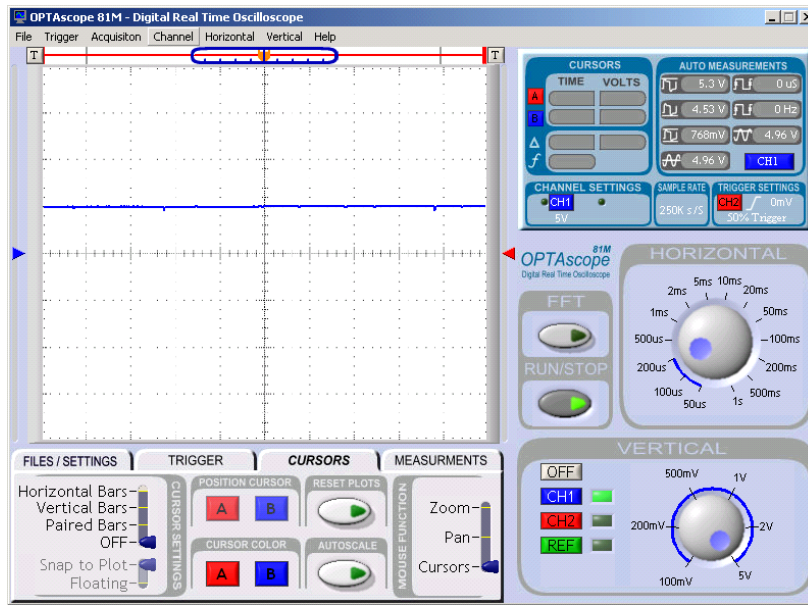 OPTAscope 81M - Digital Real Time Oscilloscope
File Trigger Acquisiton Channel Horizontal Vertical Help
T T
CURSORS
TIME VOLTS
A
B
Δ
f
AUTO MEASUREMENTS
5.3 V 0 uS
4.53 V 0 Hz
768mV 4.96 V
4.96 V CH1
CHANNEL SETTINGS
CH1
5V
SAMPLE RATE
250K s/S
TRIGGER SETTINGS
CH2 0mV
50% Trigger
81M
OPTAscope
Digital Real Time Oscilloscope
FFT
RUN/STOP
HORIZONTAL
5ms 10ms
2ms 20ms
1ms 50ms
500us 100ms
200us 200ms
100us 500ms
50us 1s
VERTICAL
OFF
CH1
CH2
REF
500mV 1V
200mV 2V
100mV 5V
FILES / SETTINGS TRIGGER CURSORS MEASURMENTS
Horizontal Bars
Vertical Bars
Paired Bars
OFF
Snap to Plot
Floating
CURSOR SETTINGS
POSITION CURSOR
A B
CURSOR COLOR
A B
RESET PLOTS
AUTOSCALE
MOUSE FUNCTION
Zoom
Pan
Cursors